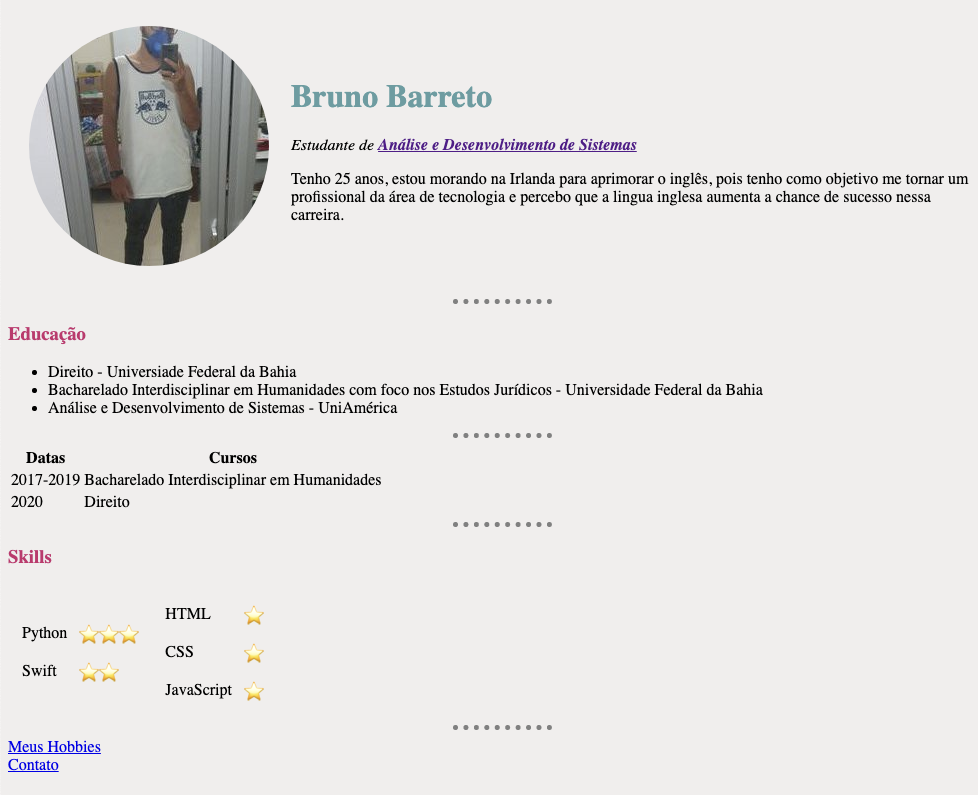 Bruno Barreto
Estudante de Análise e Desenvolvimento de Sistemas
Tenho 25 anos, estou morando na Irlanda para aprimorar o inglês, pois tenho como objetivo me tornar um
profissional da área de tecnologia e percebo que a lingua inglesa aumenta a chance de sucesso nessa
carreira.
Educação
Direito - Universiade Federal da Bahia
Bacharelado Interdisciplinar em Humanidades com foco nos Estudos Jurídicos - Universidade Federal da Bahia
Análise e Desenvolvimento de Sistemas - UniAmérica
Datas Cursos
2017-2019 Bacharelado Interdisciplinar em Humanidades
2020 Direito
Skills
Python
Swift
HTML
CSS
JavaScript
Meus Hobbies
Contato